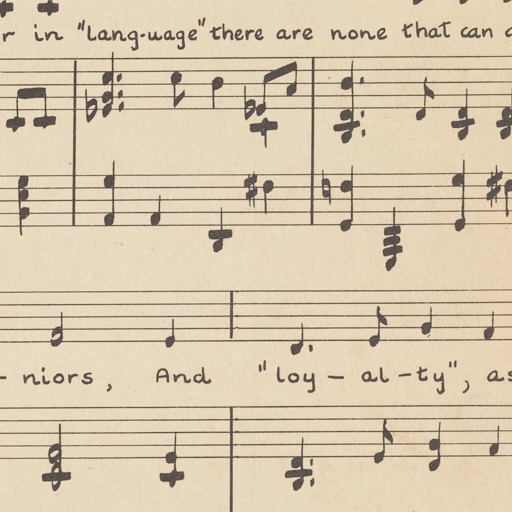 r in "lang-uage" there are none that can
- niors, And "loy - al - ty", as